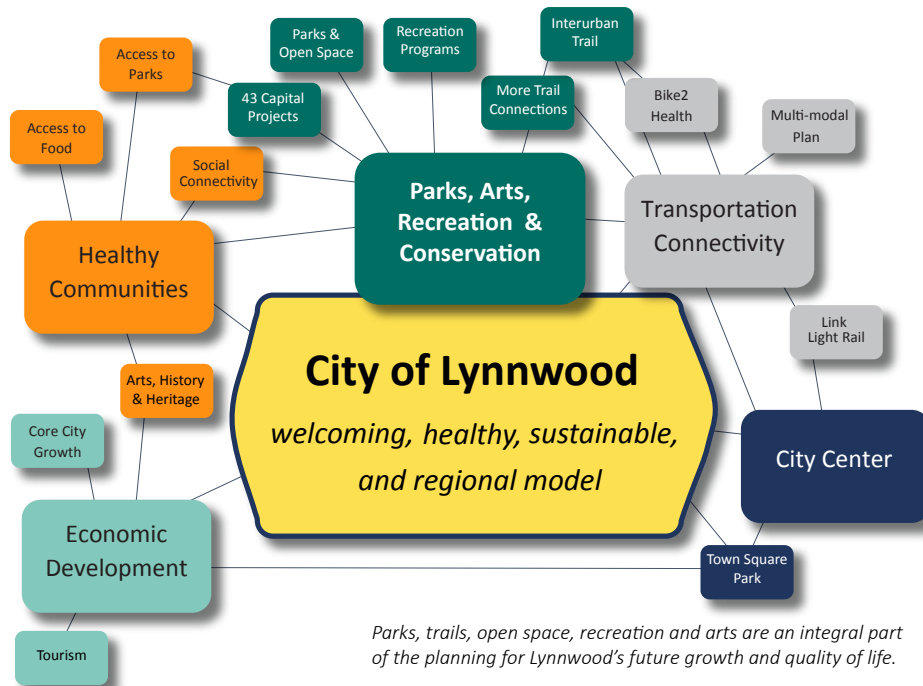 Interurban
Trail
Parks &
Open Space
Recreation
Programs
Access to
Parks
More Trail
Connections
Bike2
Health
43 Capital
Projects
Multi-modal
Plan
Access to
Food
Social
Connectivity
Parks, Arts,
Recreation &
Conservation
Transportation
Connectivity
Healthy
Communities
Link
Light Rail
City of Lynnwood
welcoming, healthy, sustainable,
and regional model
Arts, History
& Heritage
Core City
Growth
City Center
Economic
Development
Town Square
Park
Tourism
Parks, trails, open space, recreation and arts are an integral part
of the planning for Lynnwood's future growth and quality of life.